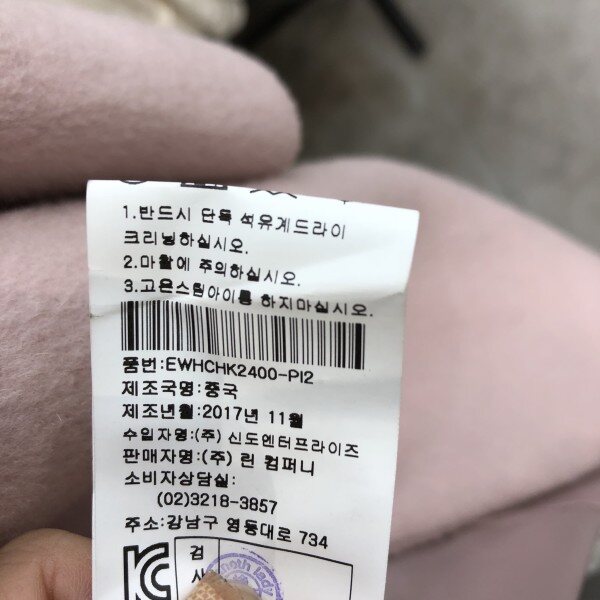 1.반드시 단독 석유계드라이
크리닝하십시오.
2.마찰에 주의하십시오.
3.고온스팀아이롱 하지마십시오.
품번:EWHCHK2400-PI2
제조국명:중국
제조년월:2017년 11월
수입자명:(주) 신도엔터프라이즈
판매자명:(주) 린 컴퍼니
소비자상담실:
(02)3218-3857
주소:강남구 영동대로 734
검
사
moth lady